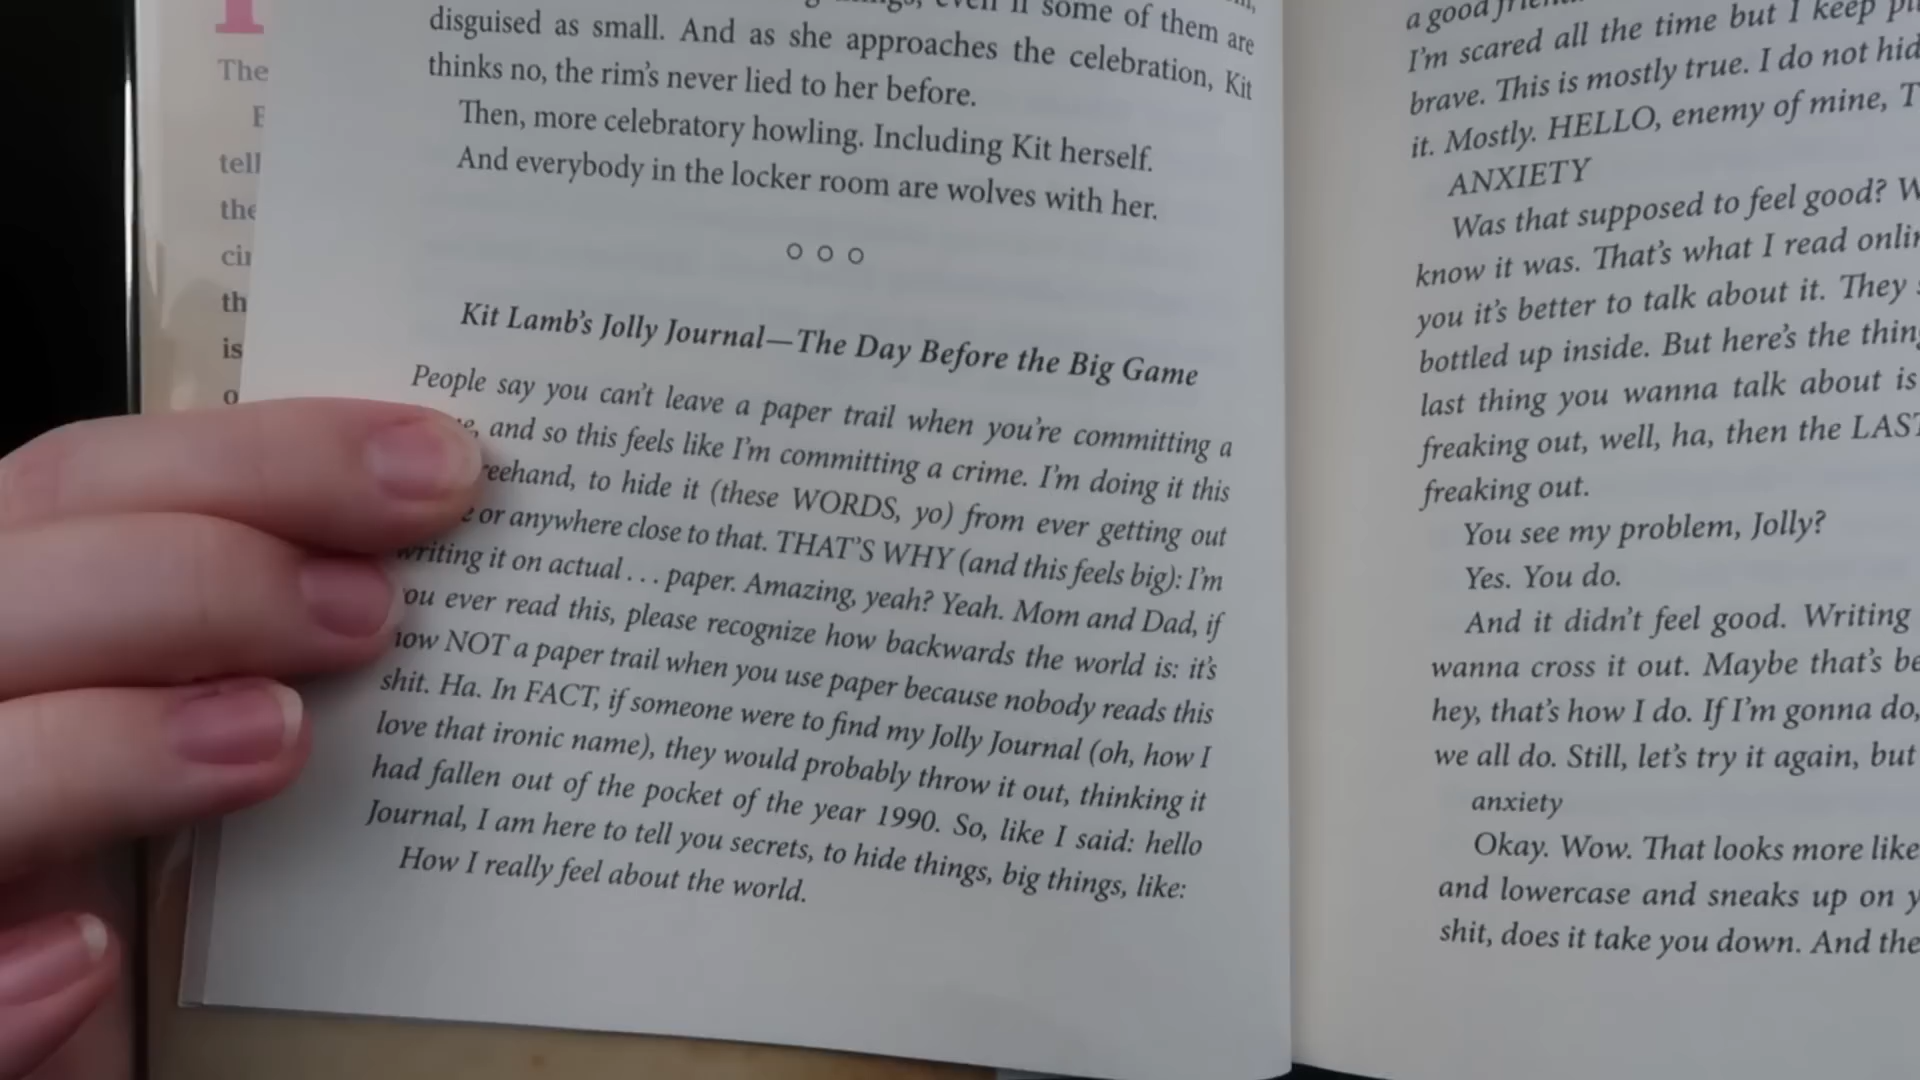 The
tell
the
th
is
o
some of them are
disguised as small. And as she approaches the celebration, Kit
thinks no, the rim's never lied to her before.
Then, more celebratory howling. Including Kit herself.
And everybody in the locker room are wolves with her.
○ ○ ○
Kit Lamb's Jolly Journal—The Day Before the Big Game
People say you can't leave a paper trail when you're committing a
and so this feels like I'm committing a crime. I'm doing it this
reehand, to hide it (these WORDS, yo) from ever getting out
or anywhere close to that. THAT'S WHY (and this feels big): I'm
writing it on actual . . . paper. Amazing, yeah? Yeah. Mom and Dad, if
ou ever read this, please recognize how backwards the world is: it's
now NOT a paper trail when you use paper because nobody reads this
shit. Ha. In FACT, if someone were to find my Jolly Journal (oh, how I
love that ironic name), they would probably throw it out, thinking it
had fallen out of the pocket of the year 1990. So, like I said: hello
Journal, I am here to tell you secrets, to hide things, big things, like:
How I really feel about the world.
a good
I'm scared all the time but I keep
brave. This is mostly true. I do not hid
it. Mostly. HELLO, enemy of mine, T
ANXIETY
Was that supposed to feel good? W
know it was. That's what I read onlin
you it's better to talk about it. They
bottled up inside. But here's the thing
last thing you wanna talk about is
freaking out, well, ha, then the LAST
freaking out.
You see my problem, Jolly?
Yes. You do.
And it didn't feel good. Writing
wanna cross it out. Maybe that's be
hey, that's how I do. If I'm gonna do,
we all do. Still, let's try it again, but
anxiety
Okay. Wow. That looks more like
and lowercase and sneaks up on y
shit, does it take you down. And the